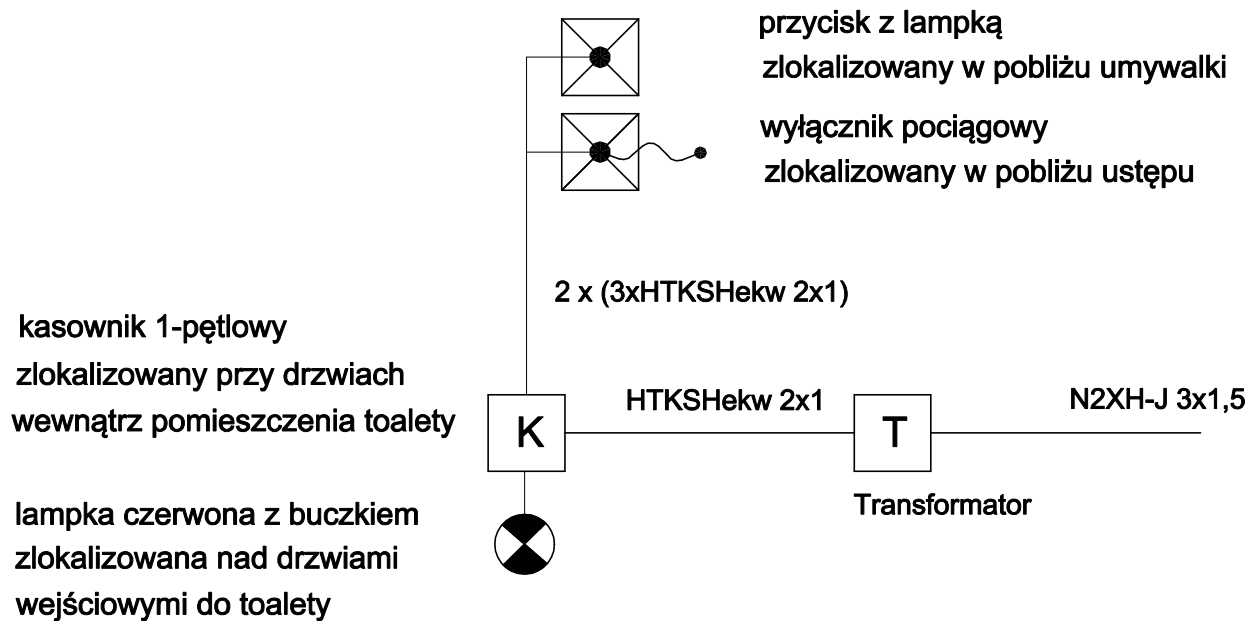 przycisk z lampką
zlokalizowany w pobliżu umywalki
wyłącznik pociągowy
zlokalizowany w pobliżu ustępu
2 x (3xHTKSHekw 2x1)
kasownik 1-pętlowy
zlokalizowany przy drzwiach
wewnątrz pomieszczenia toalety
K
HTKSHekw 2x1
T
N2XH-J 3x1,5
Transformator
lampka czerwona z buczkiem
zlokalizowana nad drzwiami
wejściowymi do toalety